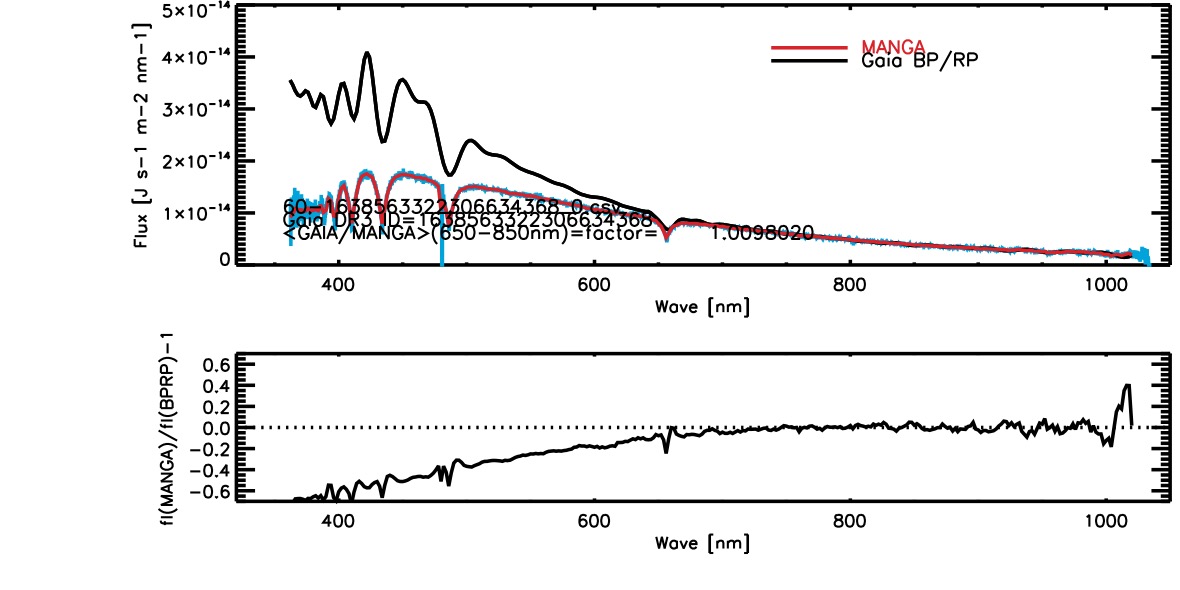 5×10⁻¹⁴
4×10⁻¹⁴
3×10⁻¹⁴
2×10⁻¹⁴
1×10⁻¹⁴
0
Flux [J s-1 m-2 nm-1]
MANGA
Gaia BP/RP
60-1638563322306634368_9.csv
Gaia DR3 ID=1638563322306634368
<GAIA/MANGA>(650-850nm)=factor= 1.0098020
400 600 800 1000
Wave [nm]
fl(MANGA)/fl(BPRP)-1
0.6
0.4
0.2
0.0
-0.2
-0.4
-0.6
400 600 800 1000
Wave [nm]